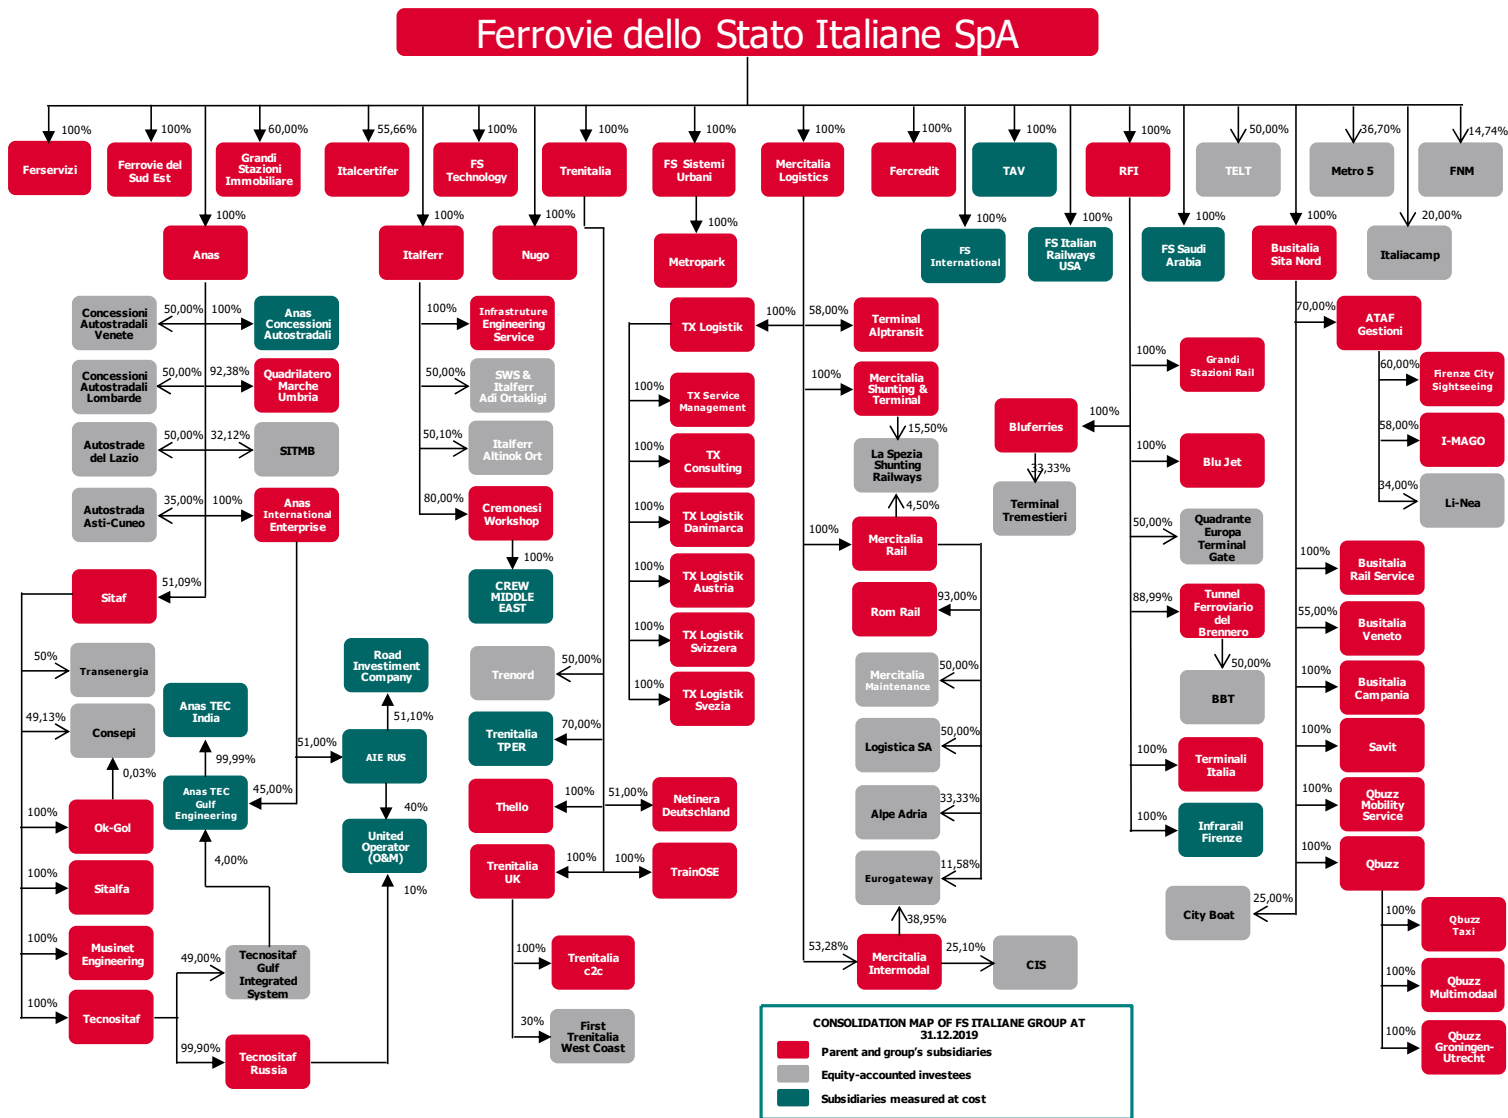 Ferrovie dello Stato Italiane SpA
100%
100%
60,00%
55,66%
100%
100%
100%
100%
100%
100%
100%
50,00%
36,70%
14,74%
Ferservizi
Ferrovie del
Sud Est
Grandi
Stazioni
Immobiliare
Italcertifer
FS
Technology
Trenitalia
FS Sistemi
Urbani
Mercitalia
Logistics
Fercredit
TAV
RFI
TELT
Metro 5
FNM
100%
100%
100%
100%
100%
100%
100%
100%
20,00%
Anas
Italferr
Nugo
Metropark
FS
International
FS Italian
Railways
USA
FS Saudi
Arabia
Busitalia
Sita Nord
Italiacamp
Concessioni
Autostradali
Venete
50,00%
100%
Anas
Concessioni
Autostradali
Concessioni
Autostradali
Lombarde
50,00%
92,38%
Quadrilatero
Marche
Umbria
Autostrade
del Lazio
50,00%
32,12%
SITMB
Autostrada
Asti-Cuneo
35,00%
100%
Anas
International
Enterprise
Sitaf
51,09%
50%
Transenergia
49,13%
Consepi
0,03%
100%
Ok-Gol
100%
Sitalfa
100%
Musinet
Engineering
100%
Tecnositaf
Anas TEC
India
99,99%
Anas TEC
Gulf
Engineering
45,00%
4,00%
51,00%
Road
Investiment
Company
51,10%
AIE RUS
40%
United
Operator
(O&M)
10%
49,00%
Tecnositaf
Gulf
Integrated
System
99,90%
Tecnositaf
Russia
100%
Infrastruture
Engineering
Service
50,00%
SWS &
Italferr
Adi Ortakligi
50,10%
Italferr
Altinok Ort
80,00%
Cremonesi
Workshop
100%
CREW
MIDDLE
EAST
Trenord
50,00%
Trenitalia
TPER
70,00%
Thello
100%
51,00%
Netinera
Deutschland
Trenitalia
UK
100%
100%
TrainOSE
100%
Trenitalia
c2c
30%
First
Trenitalia
West Coast
TX Logistik
100%
58,00%
Terminal
Alptransit
100%
TX Service
Management
100%
TX
Consulting
100%
TX Logistik
Danimarca
100%
TX Logistik
Austria
100%
TX Logistik
Svizzera
100%
TX Logistik
Svezia
100%
Mercitalia
Shunting &
Terminal
15,50%
La Spezia
Shunting
Railways
4,50%
100%
Mercitalia
Rail
Rom Rail
93,00%
Mercitalia
Maintenance
50,00%
Logistica SA
50,00%
Alpe Adria
33,33%
Eurogateway
11,58%
38,95%
53,28%
Mercitalia
Intermodal
25,10%
CIS
Bluferries
100%
33,33%
Terminal
Tremestieri
100%
Grandi
Stazioni Rail
100%
Blu Jet
50,00%
Quadrante
Europa
Terminal
Gate
88,99%
Tunnel
Ferroviario
del
Brennero
50,00%
BBT
100%
Terminali
Italia
100%
Infrarail
Firenze
70,00%
ATAF
Gestioni
60,00%
Firenze City
Sightseeing
58,00%
I-MAGO
34,00%
Li-Nea
100%
Busitalia
Rail Service
55,00%
Busitalia
Veneto
100%
Busitalia
Campania
100%
Savit
100%
Qbuzz
Mobility
Service
100%
Qbuzz
City Boat
25,00%
100%
Qbuzz
Taxi
100%
Qbuzz
Multimodaal
100%
Qbuzz
Groningen-
Utrecht
CONSOLIDATION MAP OF FS ITALIANE GROUP AT
31.12.2019
Parent and group's subsidiaries
Equity-accounted investees
Subsidiaries measured at cost